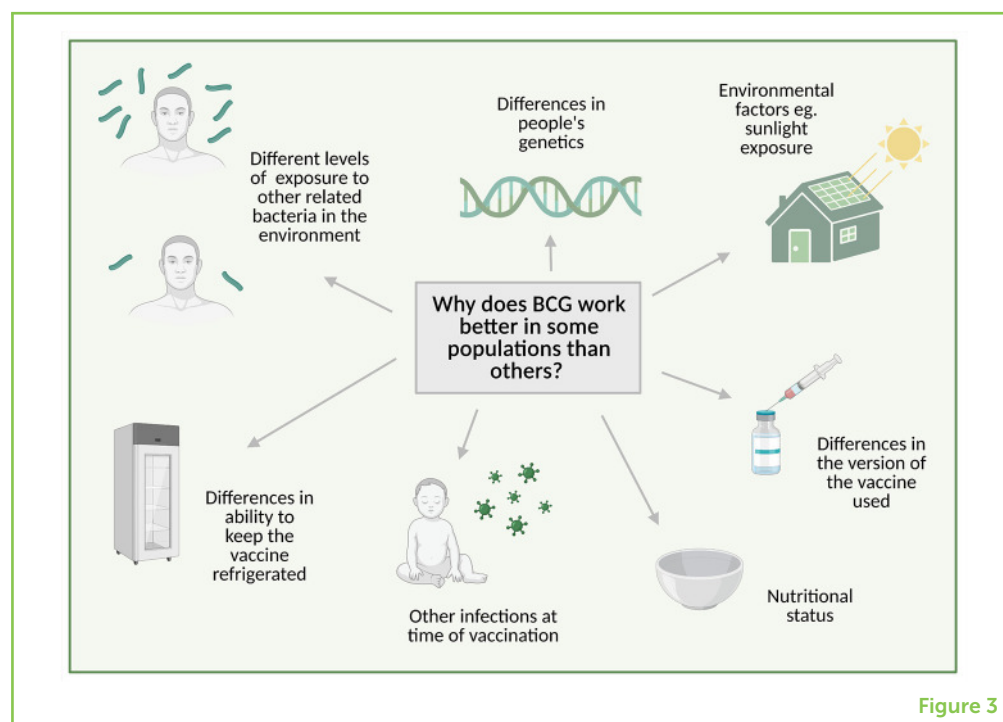 Different levels
of exposure to
other related
bacteria in the
environment
Differences in
people's
genetics
Environmental
factors eg.
sunlight
exposure
Why does BCG work
better in some
populations than
others?
Differences in
ability to
keep the
vaccine
refrigerated
Other infections at
time of vaccination
Nutritional
status
Differences in
the version of
the vaccine
used
Figure 3